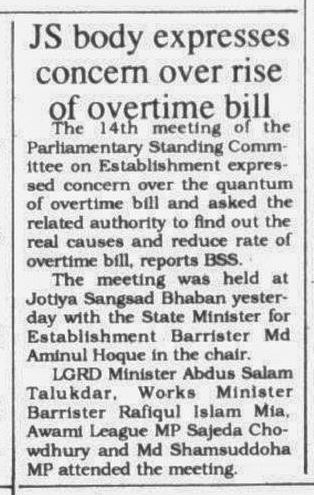 JS body expresses
concern over rise
of overtime bill
The 14th meeting of the
Parliamentary Standing Comm-
ittee on Establishment expres-
sed concern over the quantum
of overtime bill and asked the
related authority to find out the
real causes and reduce rate of
overtime bill, reports BSS.
The meeting was held at
Jotiya Sangsad Bhaban yester-
day with the State Minister for
Establishment Barrister Md
Aminul Hoque in the chair.
LGRD Minister Abdus Salam
Talukdar, Works Minister
Barrister Rafiqul Islam Mia,
Awami League MP Sajeda Cho-
wdhury and Md Shamsuddoha
MP attended the meeting.